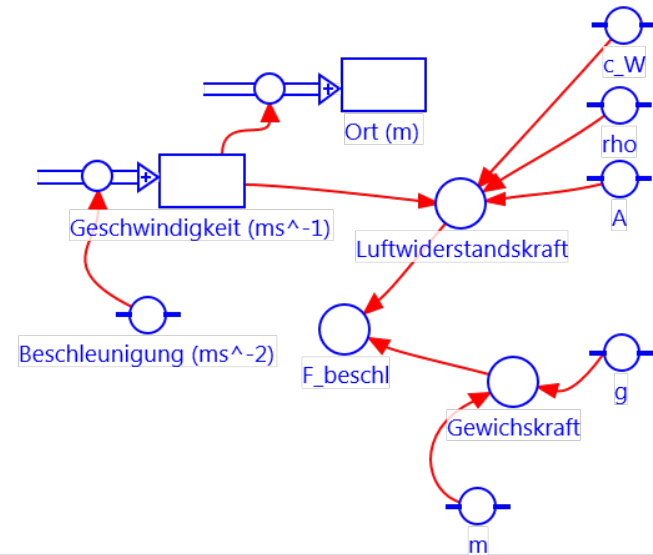 c_W
Ort (m)
rho
A
Geschwindigkeit (ms^-1)
Luftwiderstandskraft
Beschleunigung (ms^-2)
F_beschl
g
Gewichskraft
m